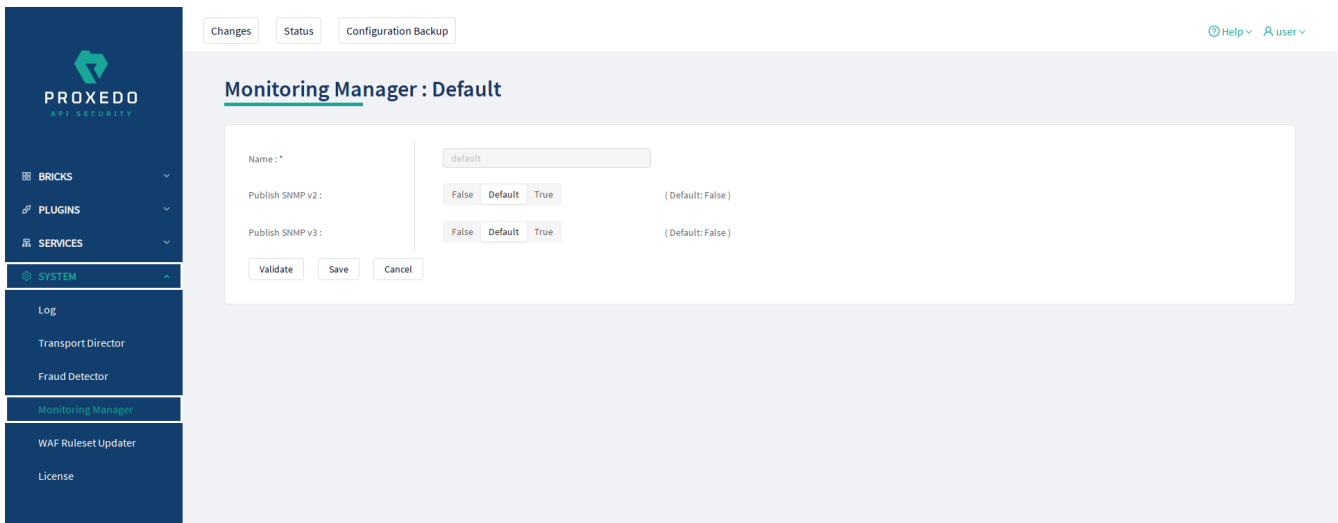 Changes Status Configuration Backup Help user
PROXEDO
API SECURITY
Monitoring Manager : Default
Name : * default
BRICKS
Publish SNMP v2 : False Default True ( Default: False )
PLUGINS
Publish SNMP v3 : False Default True ( Default: False )
SERVICES
Validate Save Cancel
SYSTEM
Log
Transport Director
Fraud Detector
Monitoring Manager
WAF Ruleset Updater
License